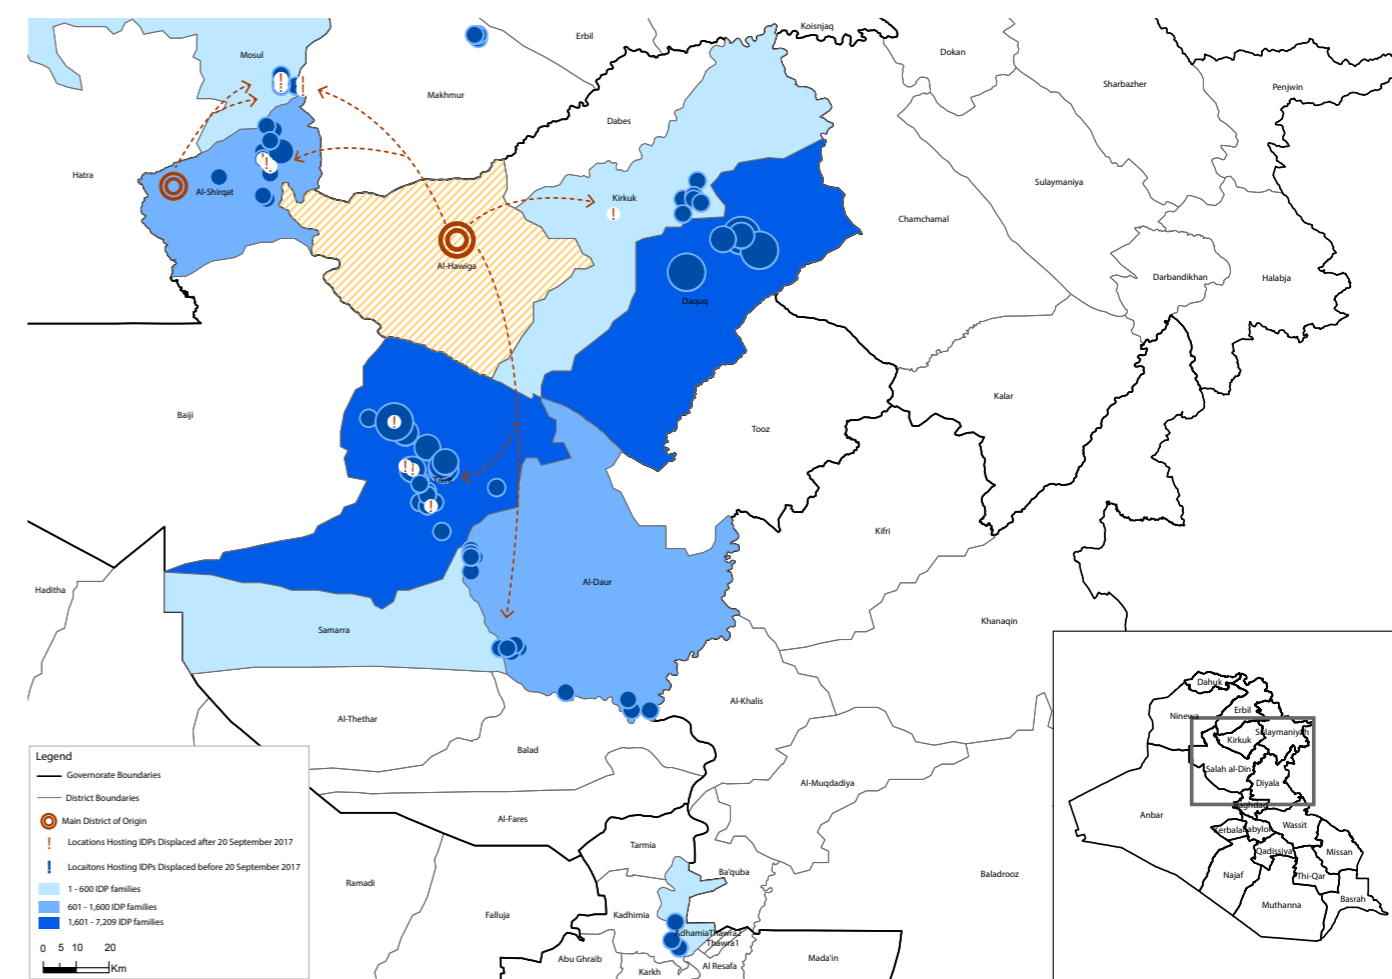 Koisnjaq
Erbil
Dokan
Mosul
Sharbazher
Penjwin
Makhmur
Dabes
Hatra
Sulaymaniya
Al-Shirqat
Kirkuk
Chamchamal
Al-Hawiga
Darbandikhan
Halabja
Daquq
Kalar
Baiji
Tooz
Kifri
Al-Daur
Haditha
Khanaqin
Samarra
Al-Khalis
Al-Thethar
Balad
Al-Muqdadiya
Al-Fares
Tarmia
Ba'quba
Baladrooz
Ramadi
Falluja
Kadhimia
AdhamiaThawra2
Thawra1
Abu Ghraib
Karkh
Al Resafa
Mada'in
Legend
Governorate Boundaries
District Boundaries
Main District of Origin
! Locations Hosting IDPs Displaced after 20 September 2017
! Locaitons Hosting IDPs Displaced before 20 September 2017
1 - 600 IDP families
601 - 1,600 IDP families
1,601 - 7,209 IDP families
0 5 10 20
Km
Dahuk
Ninewa
Erbil
Kirkuk
Sulaymaniyah
Salah al-Din
Diyala
Anbar
Baghdad
Kerbala
Babylon
Wassit
Qadissiya
Missan
Najaf
Thi-Qar
Muthanna
Basrah